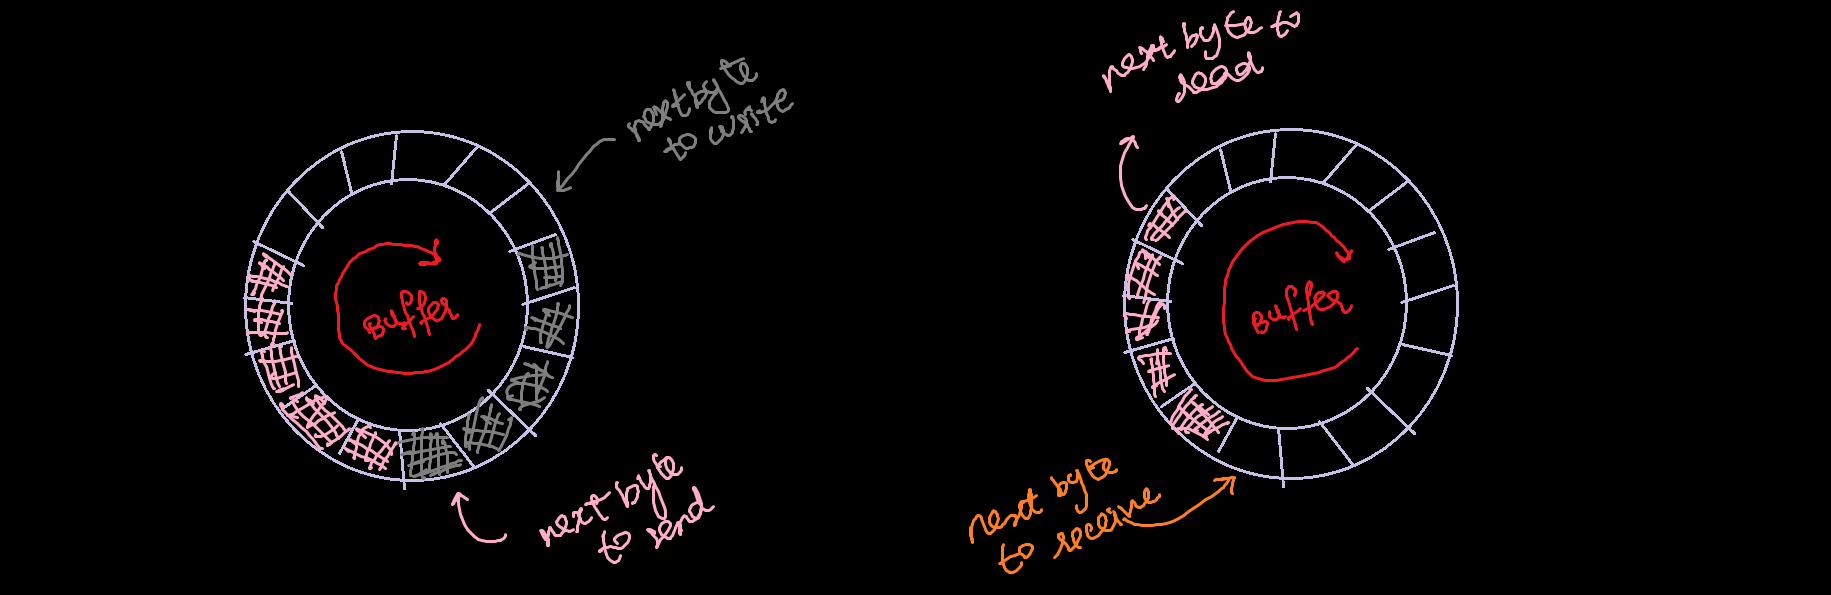 next byte
to write
Buffer
next byte
to send
next byte to
read
Buffer
next byte
to receive